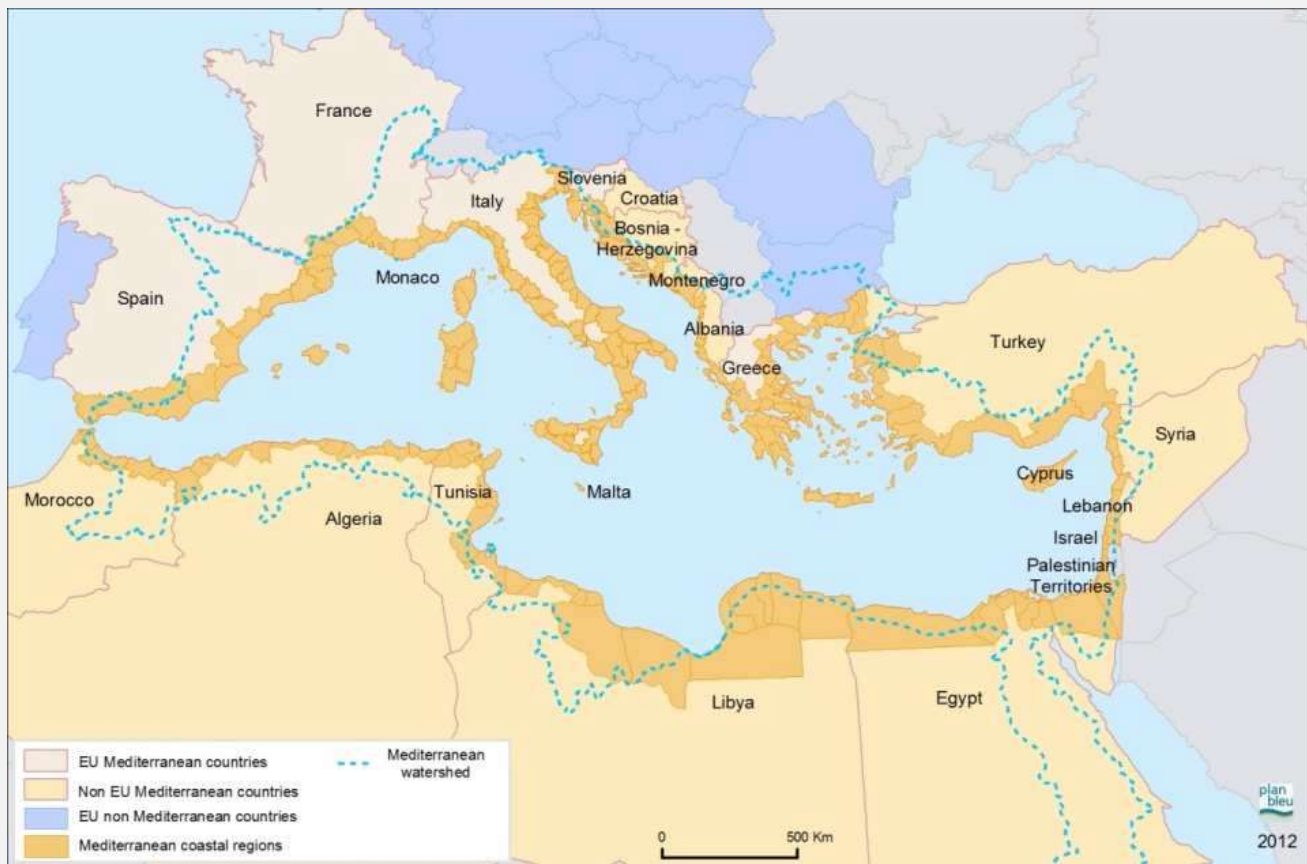 France
Slovenia
Croatia
Italy
Bosnia -
Herzegovina
Monaco
Montenegro
Spain
Albania
Turkey
Greece
Syria
Cyprus
Malta
Morocco
Tunisia
Lebanon
Algeria
Israel
Palestinian
Territories
Libya
Egypt
EU Mediterranean countries
Non EU Mediterranean countries
EU non Mediterranean countries
Mediterranean coastal regions
Mediterranean
watershed
0 500 Km
plan
bleu
2012